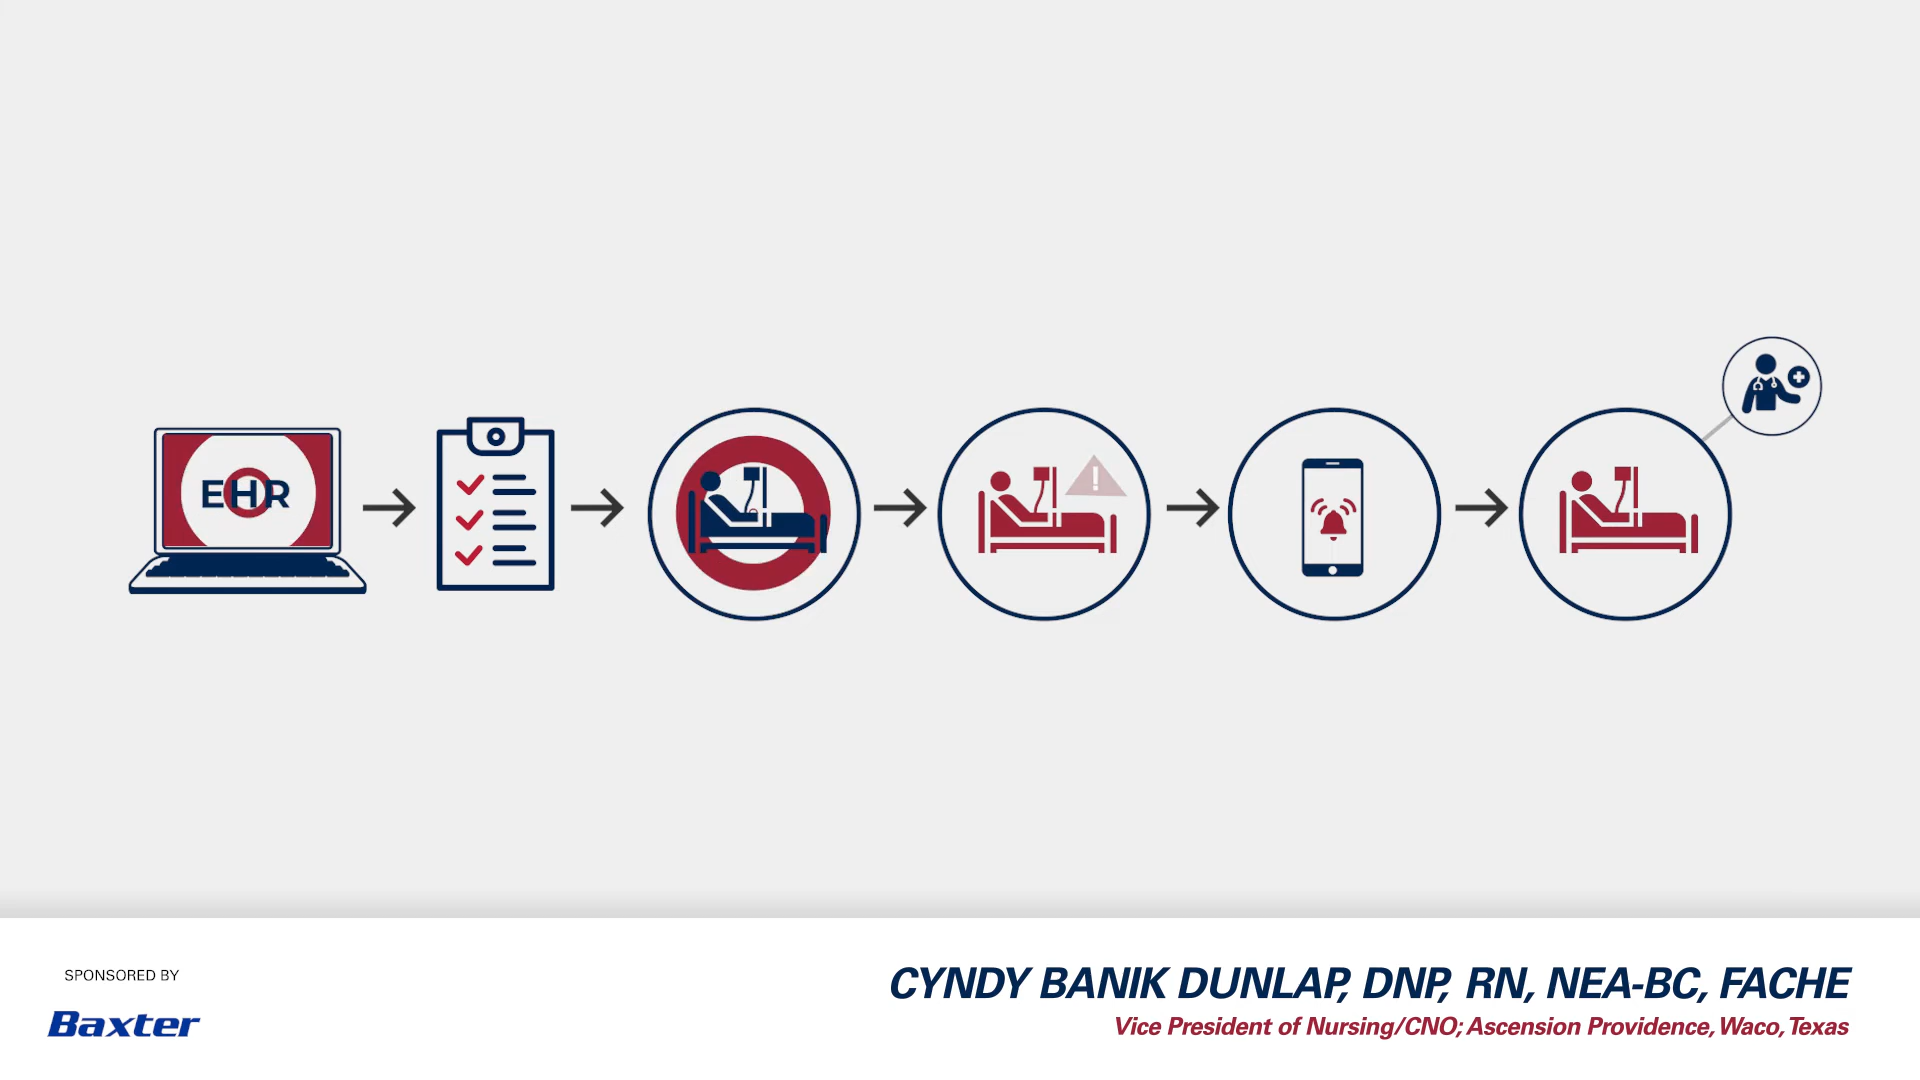 EHR
!
SPONSORED BY
Baxter
CYNDY BANIK DUNLAP, DNP, RN, NEA-BC, FACHE
Vice President of Nursing/CNO; Ascension Providence, Waco, Texas